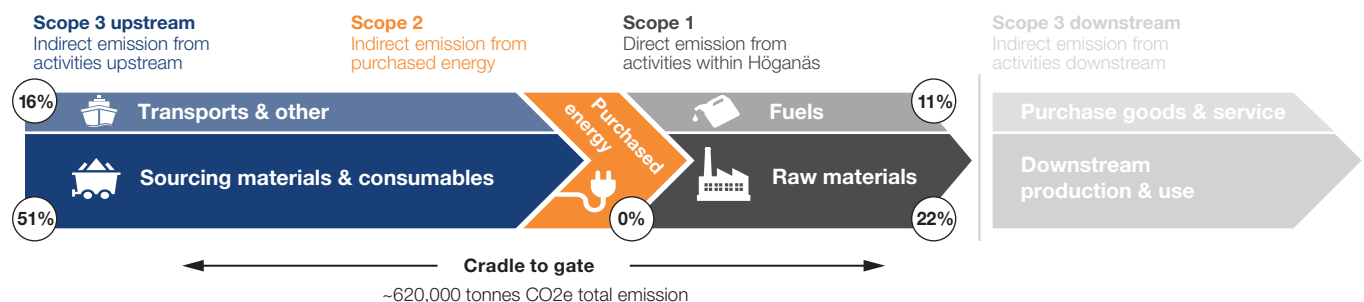 Scope 3 upstream
Indirect emission from
activities upstream
Scope 2
Indirect emission from
purchased energy
Scope 1
Direct emission from
activities within Höganäs
Scope 3 downstream
Indirect emission from
activities downstream
16%
Transports & other
Purchased
energy
Fuels
11%
Purchase goods & service
51%
Sourcing materials & consumables
0%
Raw materials
22%
Downstream
production & use
Cradle to gate
~620,000 tonnes CO2e total emission